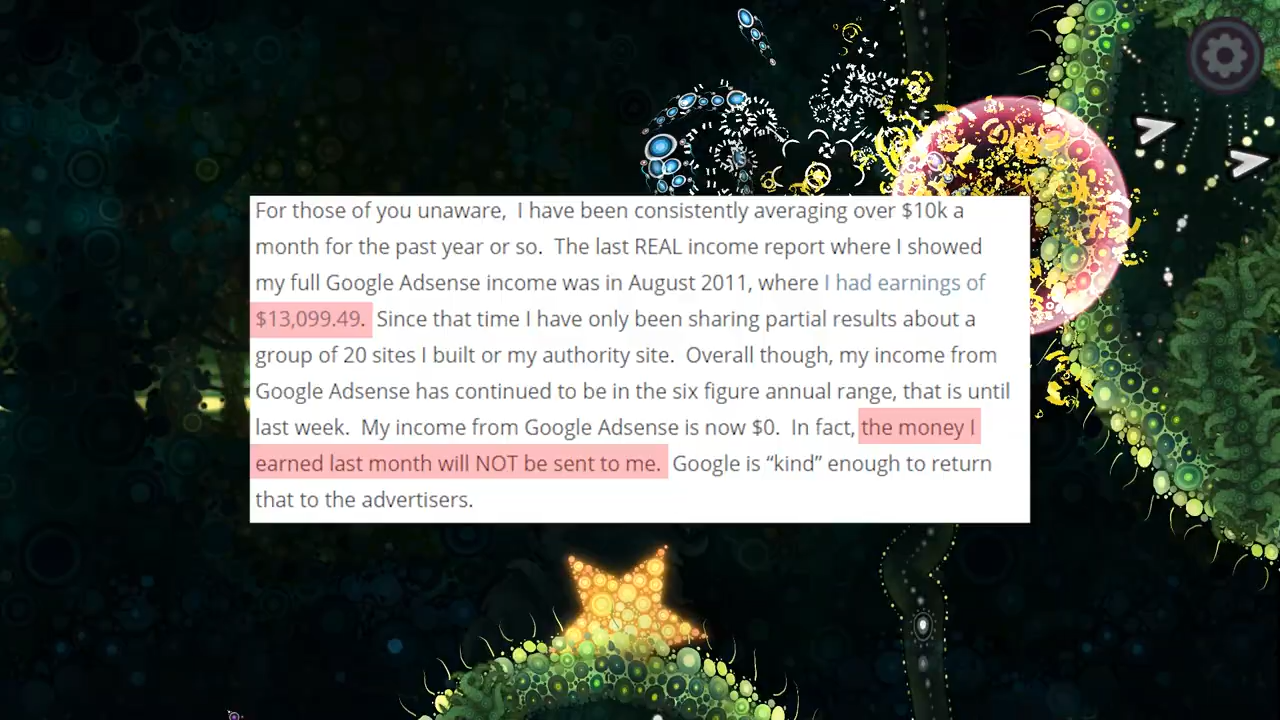 For those of you unaware,  I have been consistently averaging over $10k a
month for the past year or so.  The last REAL income report where I showed
my full Google Adsense income was in August 2011, where I had earnings of
$13,099.49.  Since that time I have only been sharing partial results about a
group of 20 sites I built or my authority site.  Overall though, my income from
Google Adsense has continued to be in the six figure annual range, that is until
last week.  My income from Google Adsense is now $0.  In fact, the money I
earned last month will NOT be sent to me.  Google is “kind” enough to return
that to the advertisers.